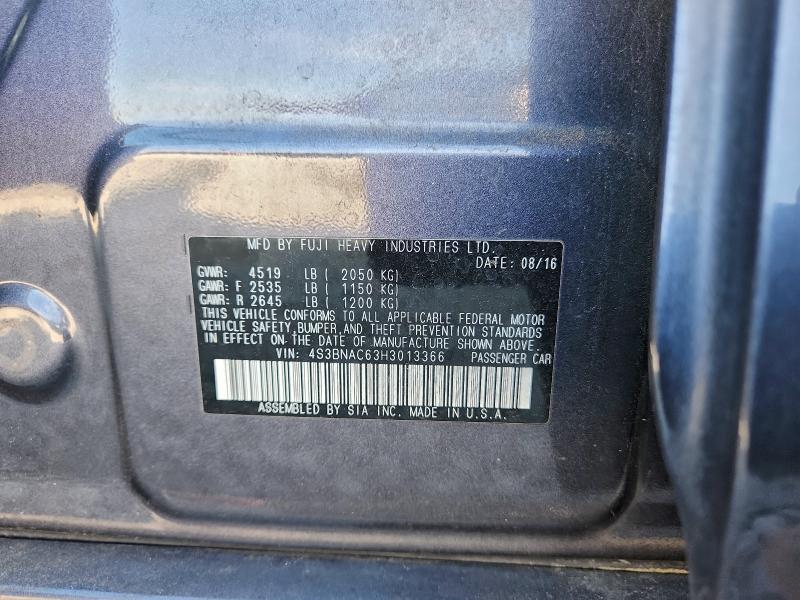 MFD BY FUJI HEAVY INDUSTRIES LTD.
DATE: 08/16
GVWR: 4519 LB ( 2050 KG)
GAWR: F 2535 LB ( 1150 KG)
GAWR: R 2645 LB ( 1200 KG)
THIS VEHICLE CONFORMS TO ALL APPLICABLE FEDERAL MOTOR
VEHICLE SAFETY, BUMPER, AND THEFT PREVENTION STANDARDS
IN EFFECT ON THE DATE OF MANUFACTURE SHOWN ABOVE.
VIN: 4S3BNAC63H3013366 PASSENGER CAR
ASSEMBLED BY SIA INC. MADE IN U.S.A.